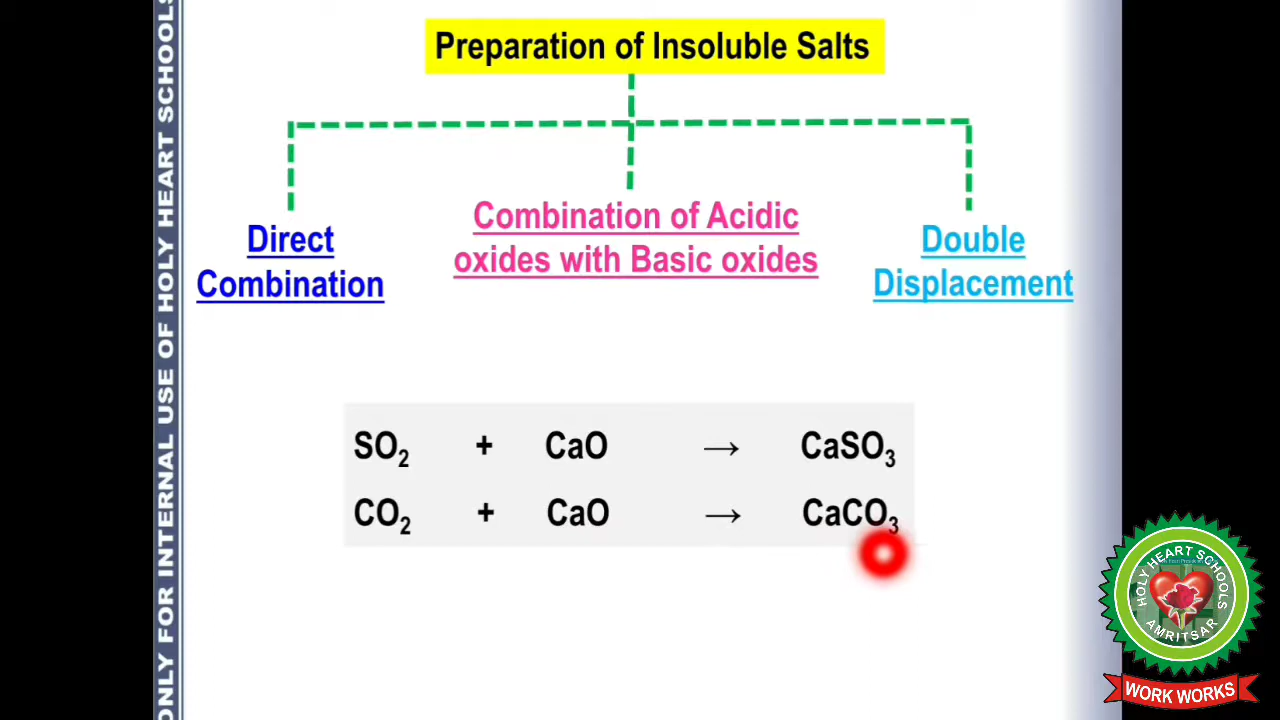 Preparation of Insoluble Salts
Direct
Combination
Combination of Acidic
oxides with Basic oxides
Double
Displacement
SO₂ + CaO → CaSO₃
CO₂ + CaO → CaCO₃
ONLY FOR INTERNAL USE OF HOLY HEART SCHOOLS
HOLY HEART SCHOOLS
AMRITSAR
WORK WORKS